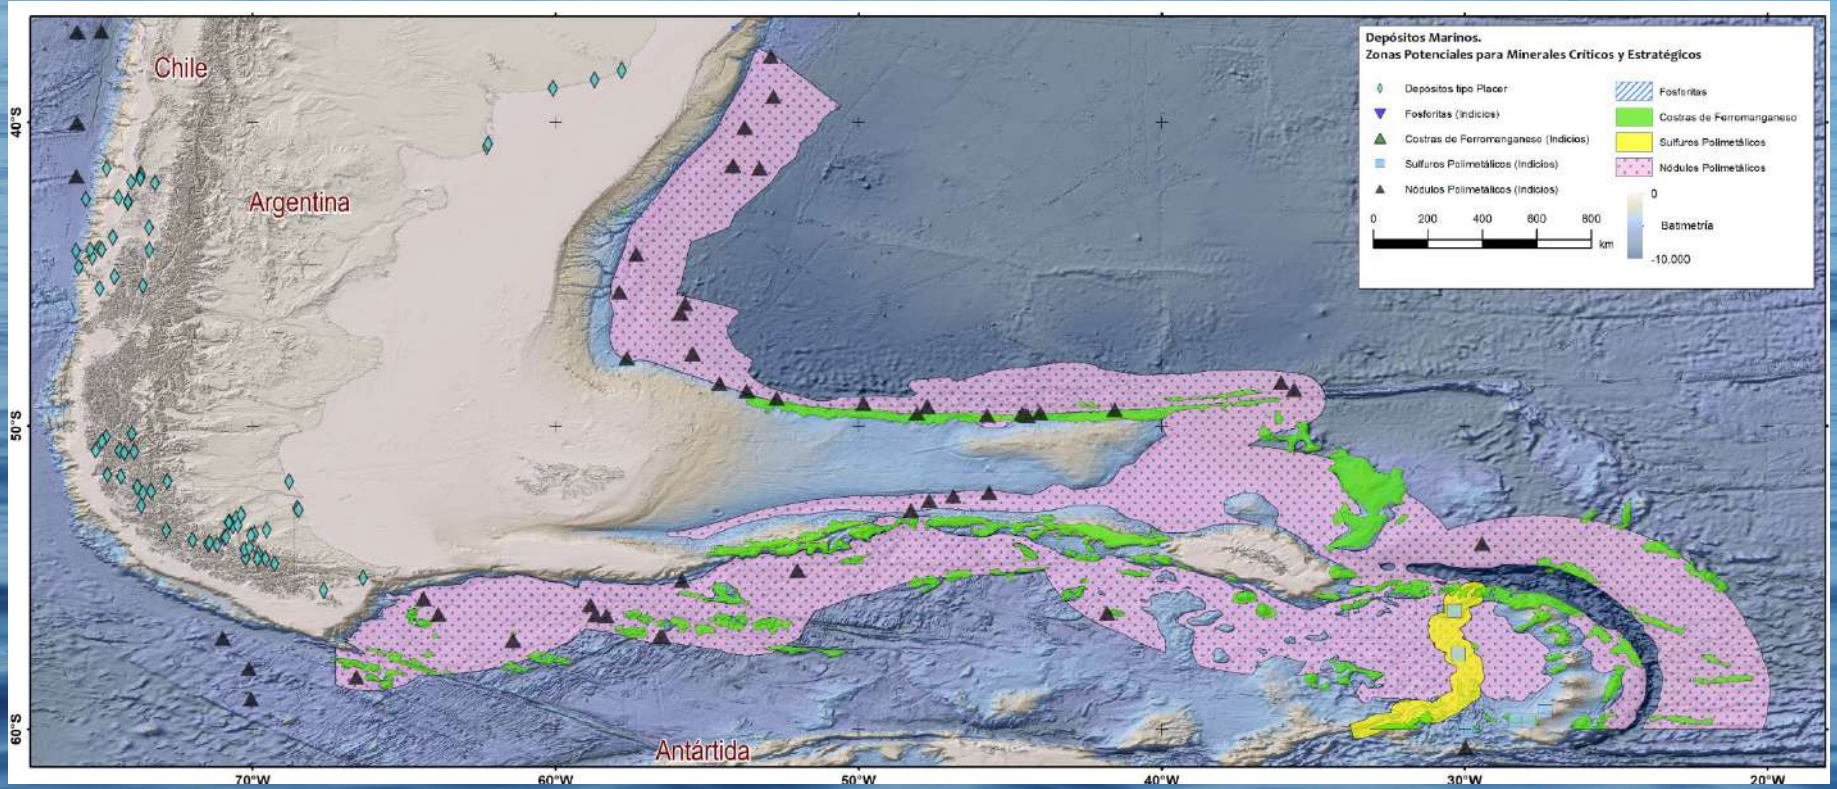 Chile
Argentina
Antártida
Depósitos Marinos.
Zonas Potenciales para Minerales Críticos y Estratégicos
Depósitos tipo Placer
Fosforitas (Indicios)
Costras de Ferromanganeso (Indicios)
Sulfuros Polimetálicos (Indicios)
Nódulos Polimetálicos (Indicios)
Fosforitas
Costras de Ferromanganeso
Sulfuros Polimetálicos
Nódulos Polimetálicos
0
Batimetría
-10.000
0 200 400 600 800
km
40°S
50°S
60°S
70°W 60°W 50°W 40°W 30°W 20°W